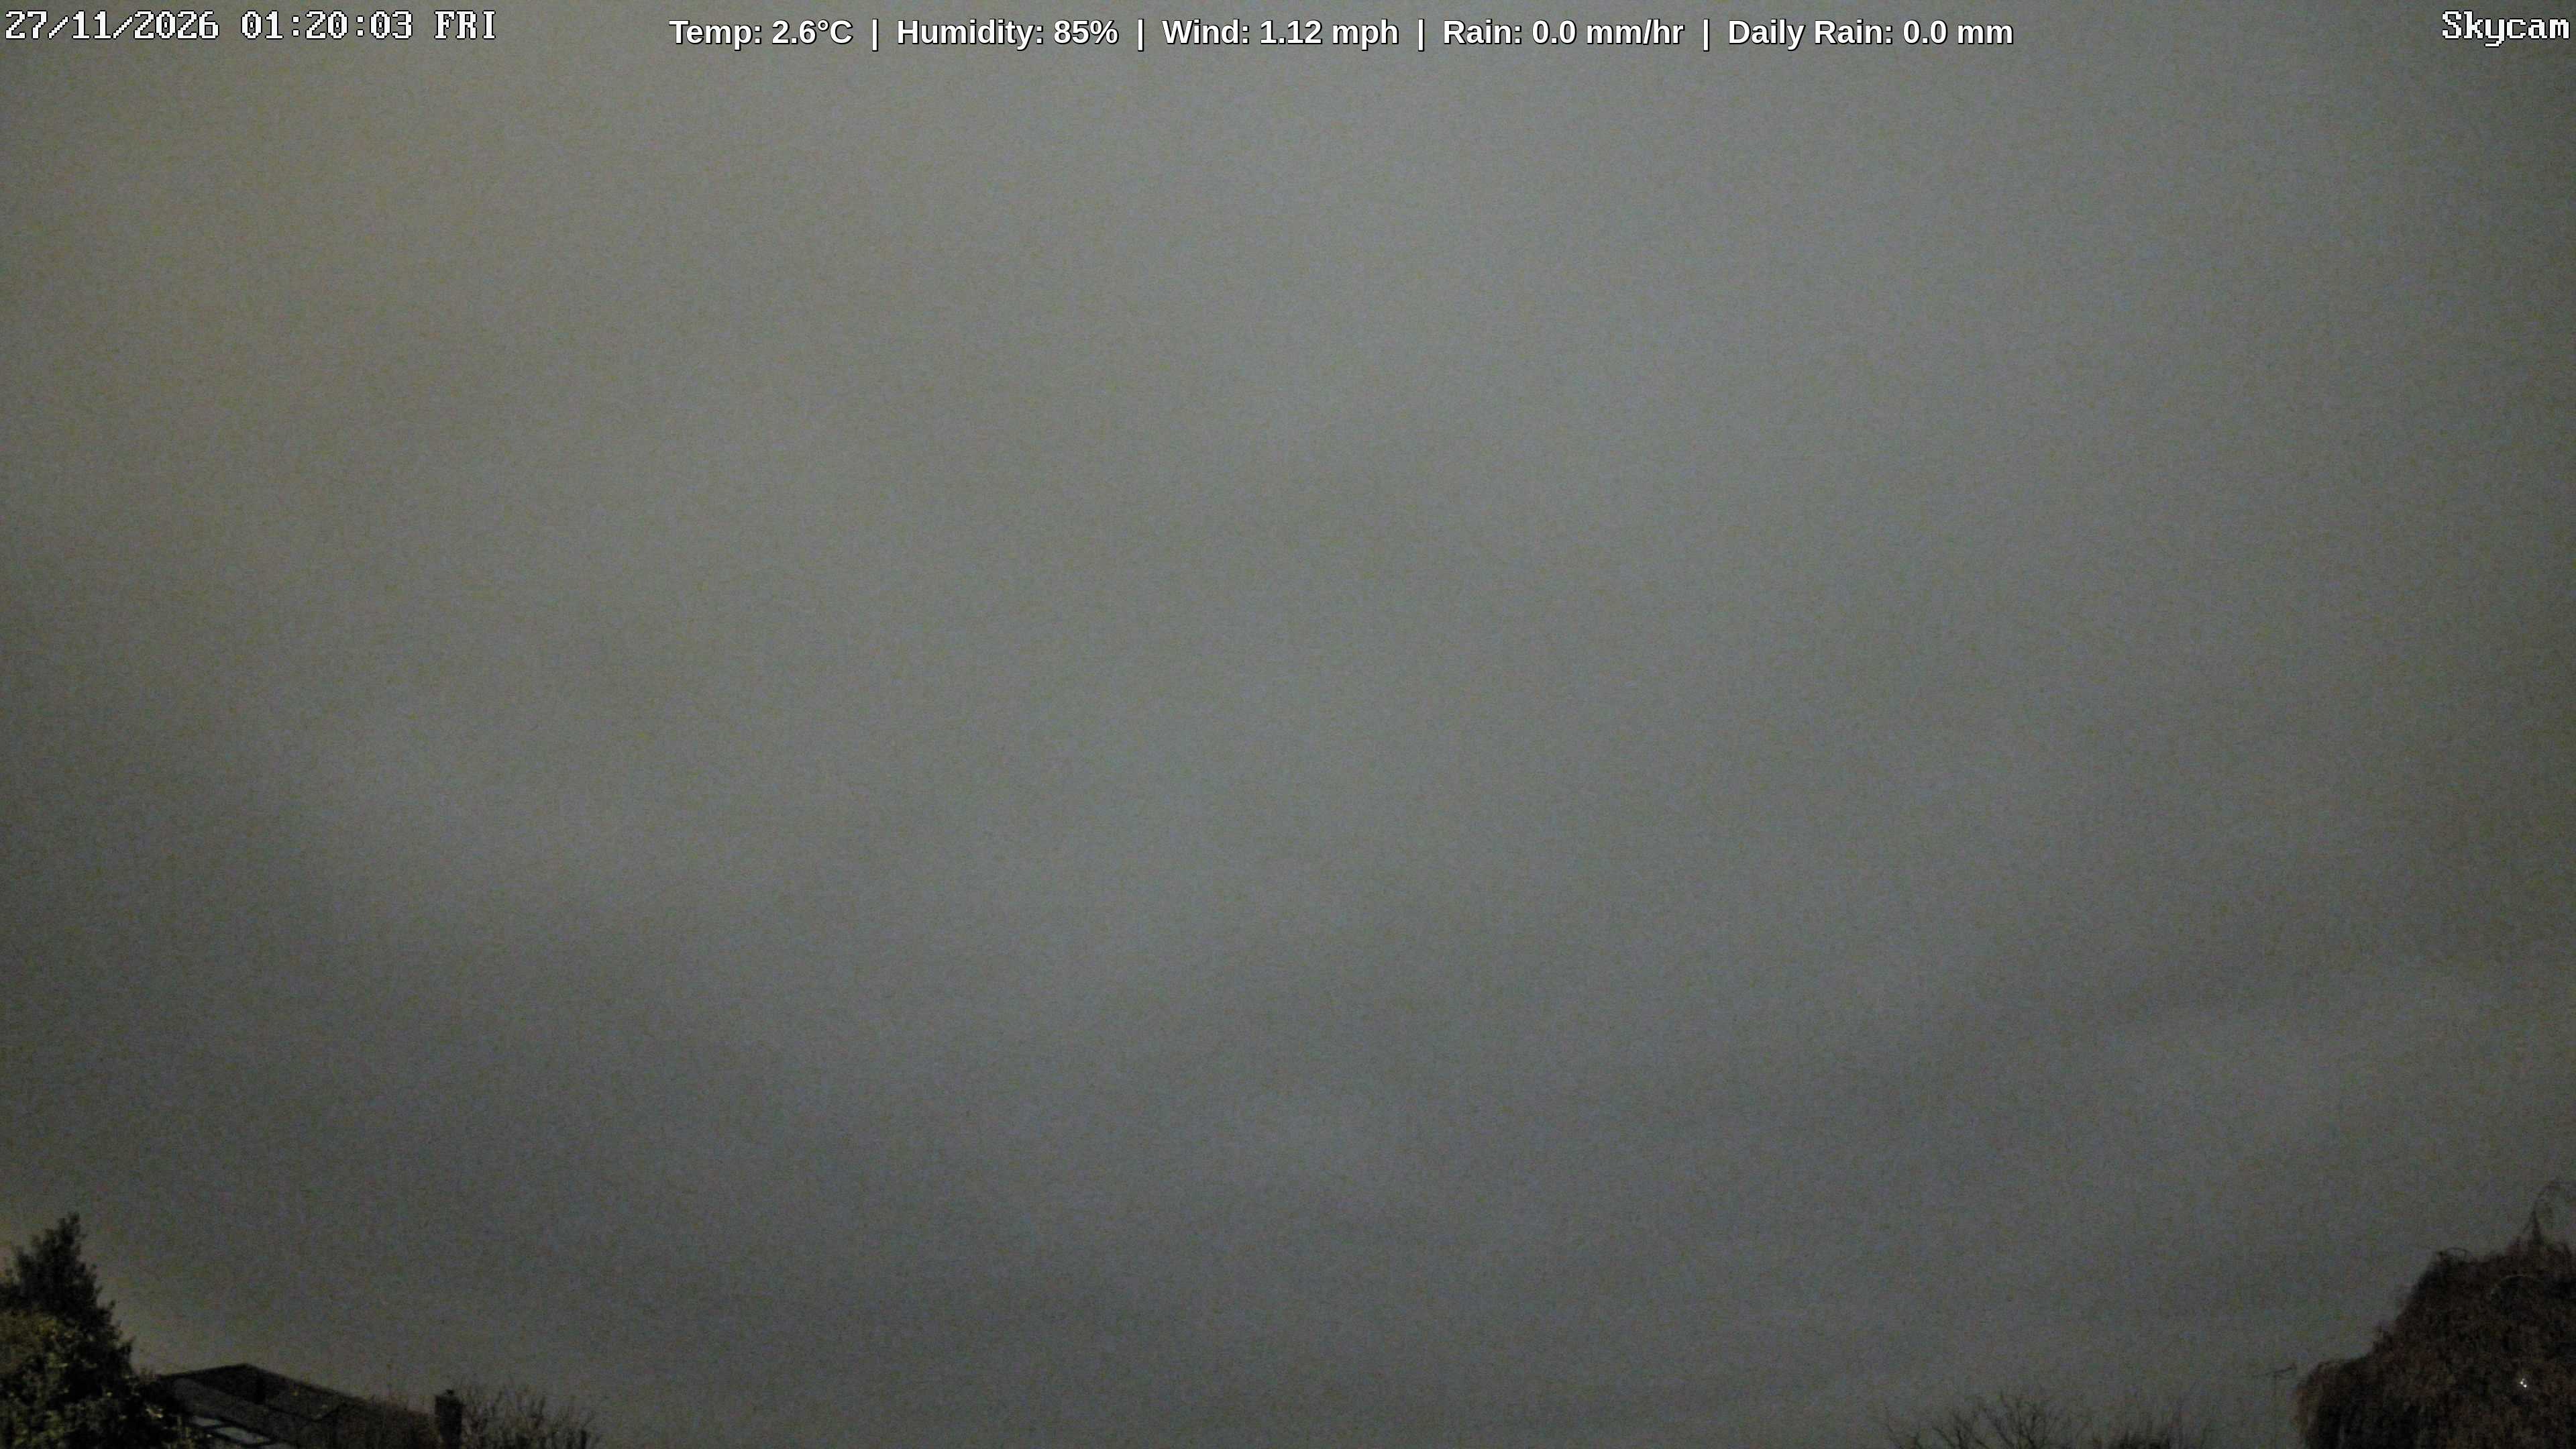 27/11/2026 01:20:03 FRI
Temp: 2.6°C | Humidity: 85% | Wind: 1.12 mph | Rain: 0.0 mm/hr | Daily Rain: 0.0 mm
Skycam